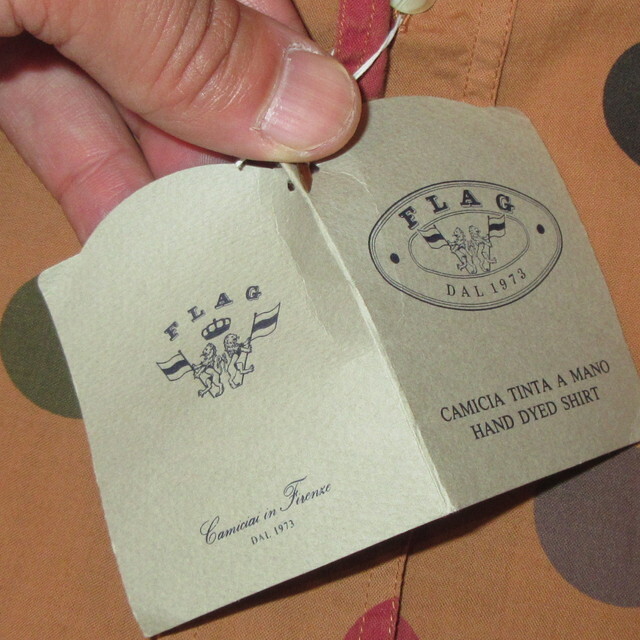 FLAG
Camiciai in Firenze
DAL 1973
FLAG
DAL 1973
CAMICIA TINTA A MANO
HAND DYED SHIRT